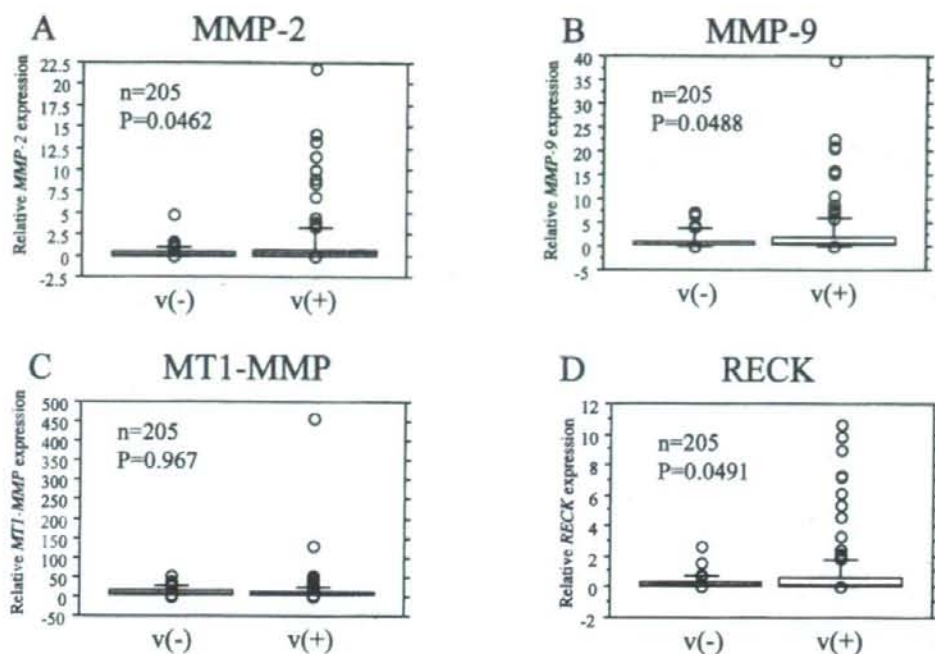 A
MMP-2
Relative MMP-2 expression
22.5
20
17.5
15
12.5
10
7.5
5
2.5
0
-2.5
n=205
P=0.0462
v(-)
v(+)
B
MMP-9
Relative MMP-9 expression
40
35
30
25
20
15
10
5
0
-5
n=205
P=0.0488
v(-)
v(+)
C
MT1-MMP
Relative MT1-MMP expression
500
450
400
350
300
250
200
150
100
50
0
-50
n=205
P=0.967
v(-)
v(+)
D
RECK
Relative RECK expression
12
10
8
6
4
2
0
-2
n=205
P=0.0491
v(-)
v(+)